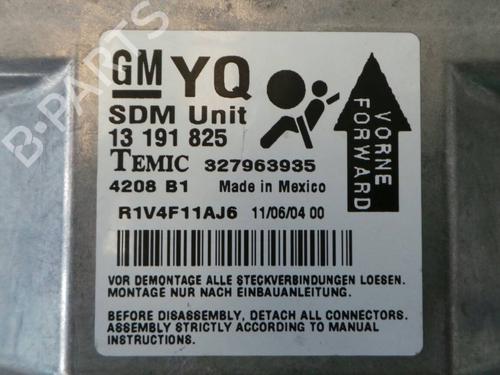 GM YQ
SDM Unit
13 191 825
TEMIC 327963935
4208 B1 Made in Mexico
R1V4F11AJ6 11/06/04 00
VORNE
FORWARD
VOR DEMONTAGE ALLE STECKVERBINDUNGEN LOESEN.
MONTAGE NUR NACH EINBAUANLEITUNG.
BEFORE DISASSEMBLY, DETACH ALL CONNECTORS.
ASSEMBLY STRICTLY ACCORDING TO MANUAL
INSTRUCTIONS.
B-PARTS